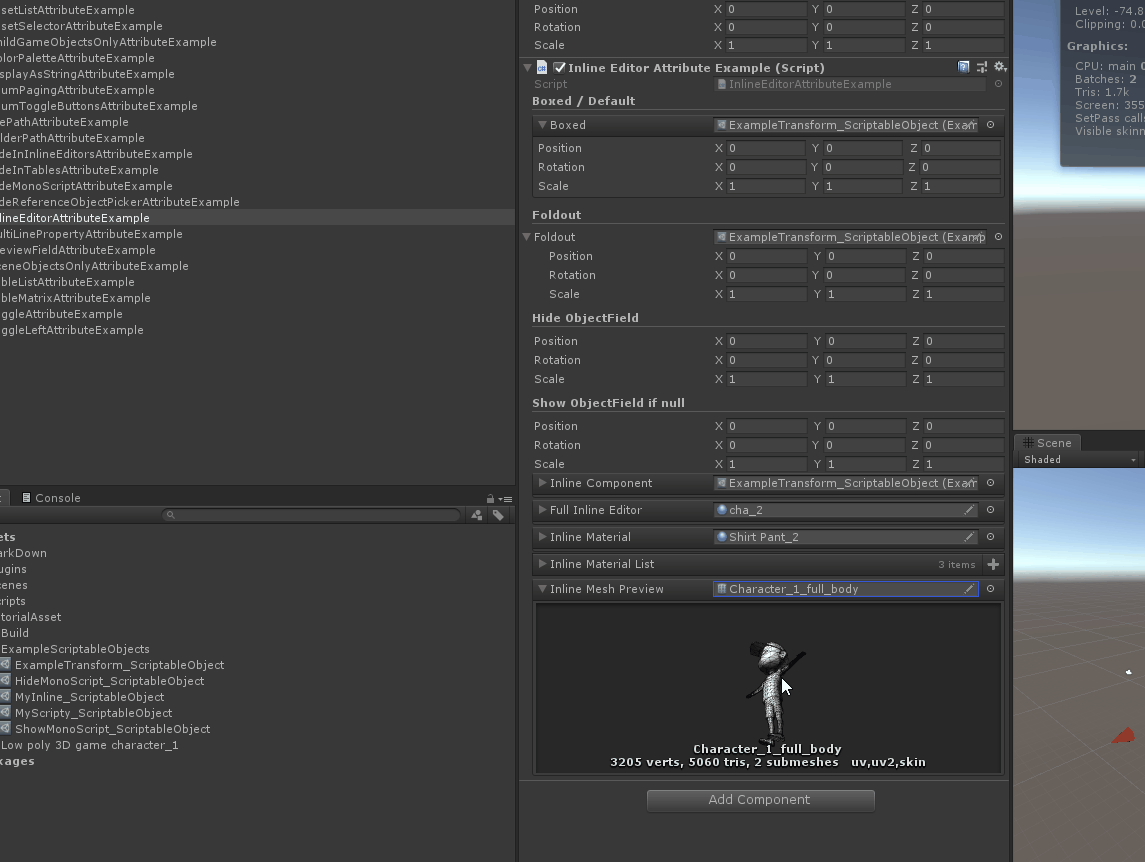 setListAttributeExample
setSelectorAttributeExample
hildGameObjectsOnlyAttributeExample
olorPaletteAttributeExample
splayAsStringAttributeExample
umPagingAttributeExample
umToggleButtonsAttributeExample
ePathAttributeExample
lderPathAttributeExample
deInInlineEditorsAttributeExample
deInTablesAttributeExample
deMonoScriptAttributeExample
deReferenceObjectPickerAttributeExample
lineEditorAttributeExample
ultiLinePropertyAttributeExample
eviewFieldAttributeExample
eneObjectsOnlyAttributeExample
bleListAttributeExample
bleMatrixAttributeExample
ggleAttributeExample
ggleLeftAttributeExample
Console
ets
arkDown
ugins
enes
ripts
torialAsset
Build
ExampleScriptableObjects
ExampleTransform_ScriptableObject
HideMonoScript_ScriptableObject
MyInline_ScriptableObject
MyScripty_ScriptableObject
ShowMonoScript_ScriptableObject
Low poly 3D game character_1
kages
Position X 0 Y 0 Z 0
Rotation X 0 Y 0 Z 0
Scale X 1 Y 1 Z 1
Inline Editor Attribute Example (Script)
Script InlineEditorAttributeExample
Boxed / Default
Boxed ExampleTransform_ScriptableObject (Exam
Position X 0 Y 0 Z 0
Rotation X 0 Y 0 Z 0
Scale X 1 Y 1 Z 1
Foldout
Foldout ExampleTransform_ScriptableObject (Examp
Position X 0 Y 0 Z 0
Rotation X 0 Y 0 Z 0
Scale X 1 Y 1 Z 1
Hide ObjectField
Position X 0 Y 0 Z 0
Rotation X 0 Y 0 Z 0
Scale X 1 Y 1 Z 1
Show ObjectField if null
Position X 0 Y 0 Z 0
Rotation X 0 Y 0 Z 0
Scale X 1 Y 1 Z 1
Inline Component ExampleTransform_ScriptableObject (Exam
Full Inline Editor cha_2
Inline Material Shirt Pant_2
Inline Material List 3 items
Inline Mesh Preview Character_1_full_body
Character_1_full_body
3205 verts, 5060 tris, 2 submeshes uv,uv2,skin
Add Component
Level: -74.8
Clipping: 0.0
Graphics:
CPU: main 0
Batches: 2
Tris: 1.7k
Screen: 355
SetPass calls
Visible skinn
Scene
Shaded